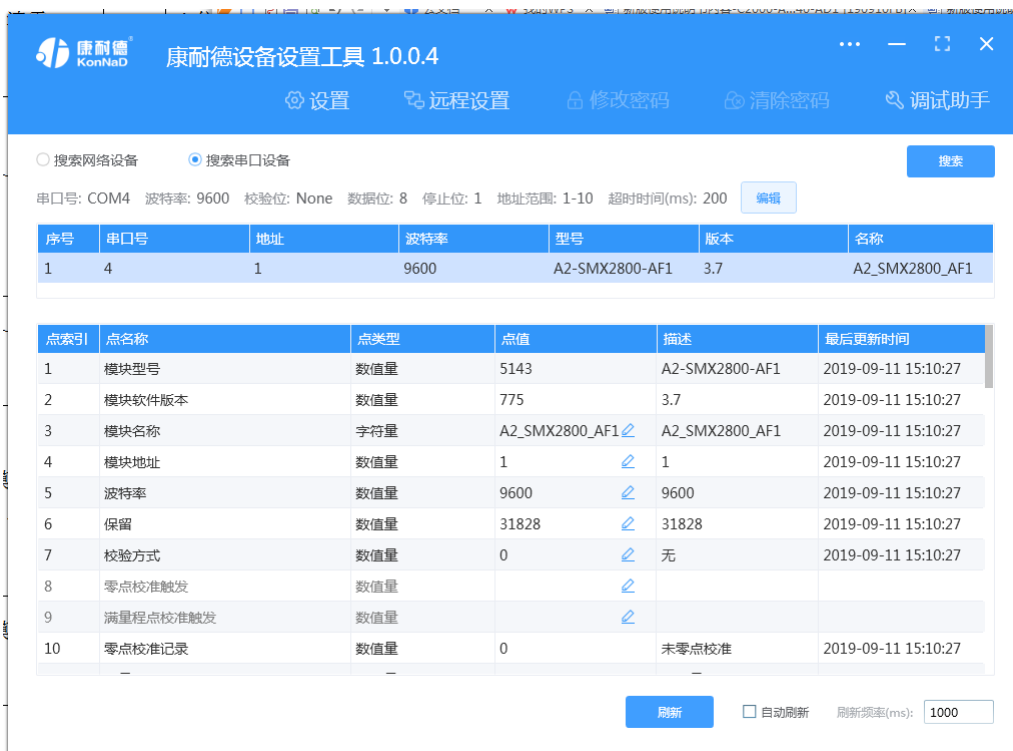 康耐德®
KonNaD
康耐德设备设置工具 1.0.0.4
设置 远程设置 修改密码 清除密码 调试助手
搜索网络设备 搜索串口设备 搜索
串口号: COM4 波特率: 9600 校验位: None 数据位: 8 停止位: 1 地址范围: 1-10 超时时间(ms): 200 编辑
序号 串口号 地址 波特率 型号 版本 名称
1 4 1 9600 A2-SMX2800-AF1 3.7 A2_SMX2800_AF1
点索引 点名称 点类型 点值 描述 最后更新时间
1 模块型号 数值量 5143 A2-SMX2800-AF1 2019-09-11 15:10:27
2 模块软件版本 数值量 775 3.7 2019-09-11 15:10:27
3 模块名称 字符量 A2_SMX2800_AF1 A2_SMX2800_AF1 2019-09-11 15:10:27
4 模块地址 数值量 1 1 2019-09-11 15:10:27
5 波特率 数值量 9600 9600 2019-09-11 15:10:27
6 保留 数值量 31828 31828 2019-09-11 15:10:27
7 校验方式 数值量 0 无 2019-09-11 15:10:27
8 零点校准触发 数值量
9 满量程点校准触发 数值量
10 零点校准记录 数值量 0 未零点校准 2019-09-11 15:10:27
刷新 自动刷新 刷新频率(ms): 1000